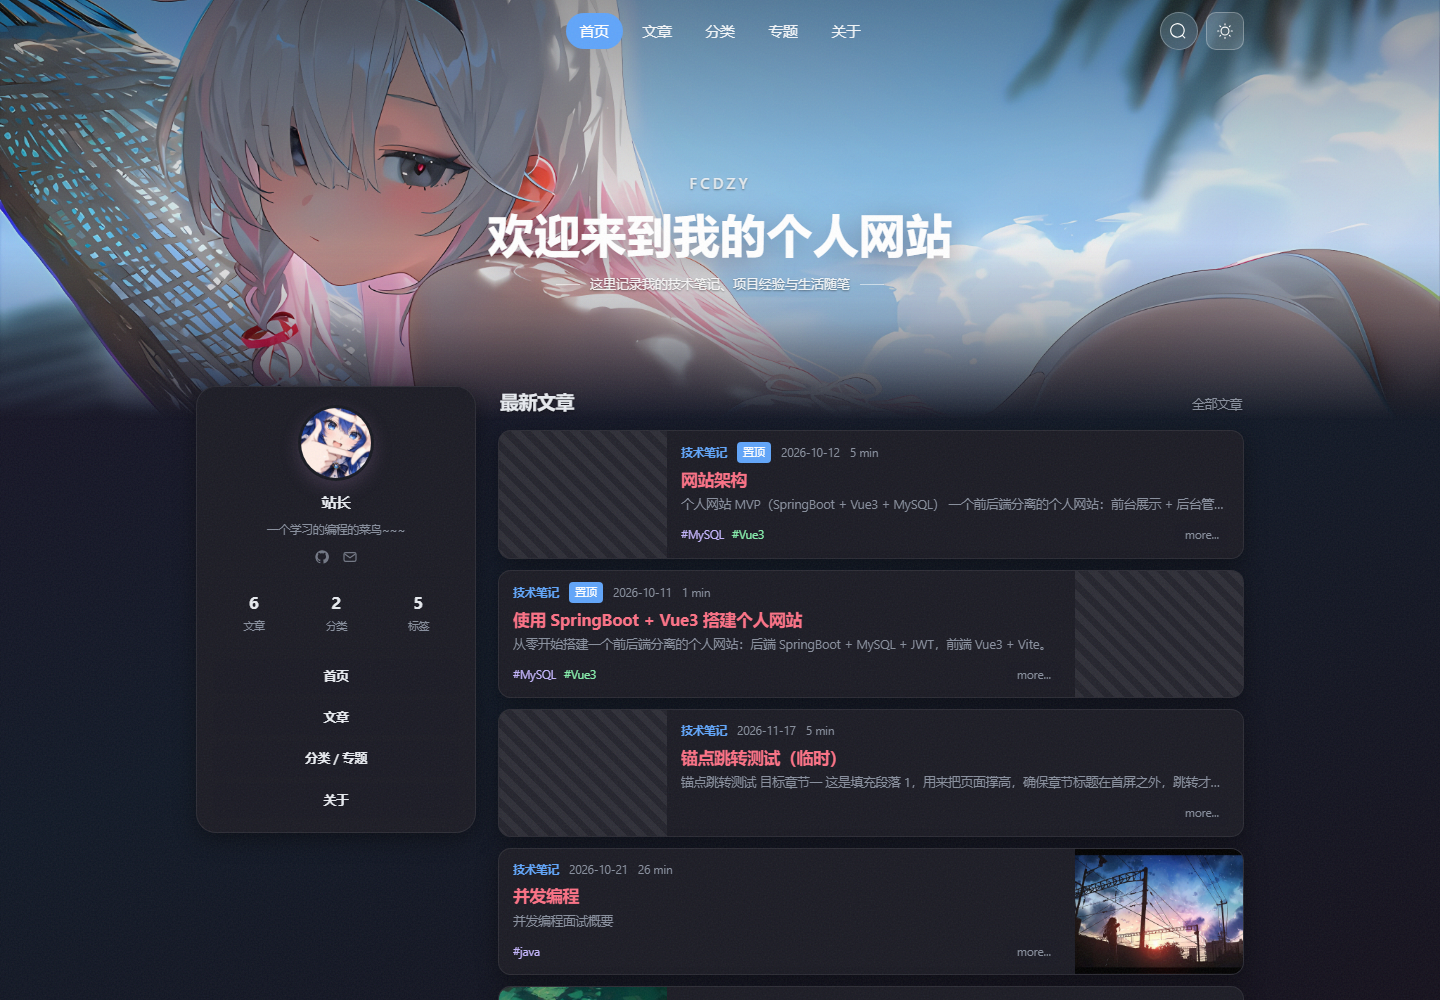 首页 文章 分类 专题 关于
FCDZY
欢迎来到我的个人网站
这里记录我的技术笔记、项目经验与生活随笔
站长
一个学习的编程的菜鸟~~~
6 2 5
文章 分类 标签
首页
文章
分类 / 专题
关于
最新文章 全部文章
技术笔记 置顶 2026-10-12 5 min
网站架构
个人网站 MVP（SpringBoot + Vue3 + MySQL） 一个前后端分离的个人网站：前台展示 + 后台管...
#MySQL #Vue3 more...
技术笔记 置顶 2026-10-11 1 min
使用 SpringBoot + Vue3 搭建个人网站
从零开始搭建一个前后端分离的个人网站：后端 SpringBoot + MySQL + JWT，前端 Vue3 + Vite。
#MySQL #Vue3 more...
技术笔记 2026-11-17 5 min
锚点跳转测试（临时）
锚点跳转测试 目标章节一 这是填充段落 1，用来把页面撑高，确保章节标题在首屏之外，跳转才...
more...
技术笔记 2026-10-21 26 min
并发编程
并发编程面试概要
#java more...